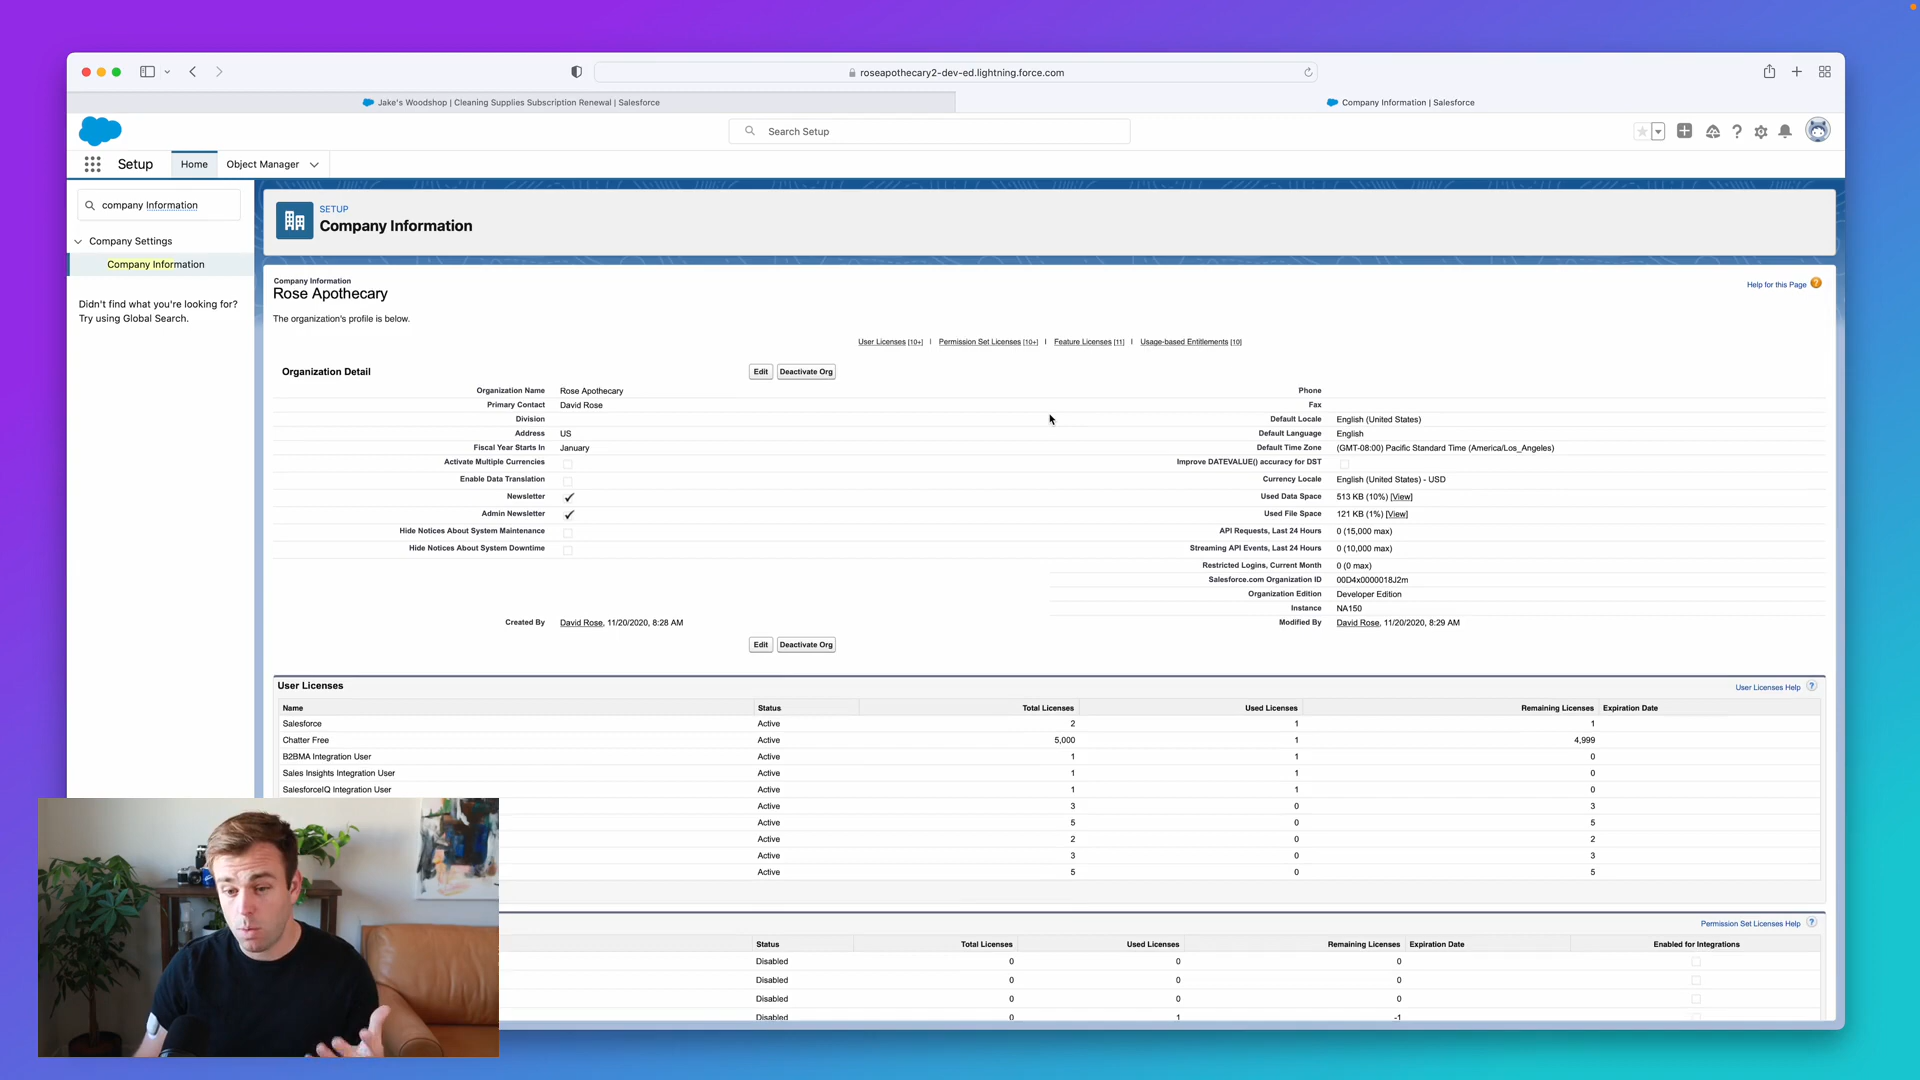 roseapothecary2-dev-ed.lightning.force.com
Jake's Woodshop | Cleaning Supplies Subscription Renewal | Salesforce
Company Information | Salesforce
Search Setup
Setup
Home
Object Manager
company Information
Company Settings
Company Information
Didn't find what you're looking for?
Try using Global Search.
SETUP
Company Information
Company Information
Rose Apothecary
Help for this Page
The organization's profile is below.
User Licenses [10+] | Permission Set Licenses [10+] | Feature Licenses [11] | Usage-based Entitlements [10]
Organization Detail
Edit
Deactivate Org
Organization Name Rose Apothecary
Phone
Primary Contact David Rose
Fax
Division
Default Locale English (United States)
Address US
Default Language English
Fiscal Year Starts In January
Default Time Zone (GMT-08:00) Pacific Standard Time (America/Los_Angeles)
Activate Multiple Currencies
Improve DATEVALUE() accuracy for DST
Enable Data Translation
Currency Locale English (United States) - USD
Newsletter
Used Data Space 513 KB (10%) [View]
Admin Newsletter
Used File Space 121 KB (1%) [View]
Hide Notices About System Maintenance
API Requests, Last 24 Hours 0 (15,000 max)
Hide Notices About System Downtime
Streaming API Events, Last 24 Hours 0 (10,000 max)
Restricted Logins, Current Month 0 (0 max)
Salesforce.com Organization ID 00D4x0000018J2m
Organization Edition Developer Edition
Instance NA150
Created By David Rose, 11/20/2020, 8:28 AM
Modified By David Rose, 11/20/2020, 8:29 AM
Edit
Deactivate Org
User Licenses
User Licenses Help ?
Name Status Total Licenses Used Licenses Remaining Licenses Expiration Date
Salesforce Active 2 1 1
Chatter Free Active 5,000 1 4,999
B2BMA Integration User Active 1 1 0
Sales Insights Integration User Active 1 1 0
SalesforceIQ Integration User Active 1 1 0
Active 3 0 3
Active 5 0 5
Active 2 0 2
Active 3 0 3
Active 5 0 5
Permission Set Licenses Help ?
Status Total Licenses Used Licenses Remaining Licenses Expiration Date Enabled for Integrations
Disabled 0 0 0
Disabled 0 0 0
Disabled 0 0 0
Disabled 0 1 -1